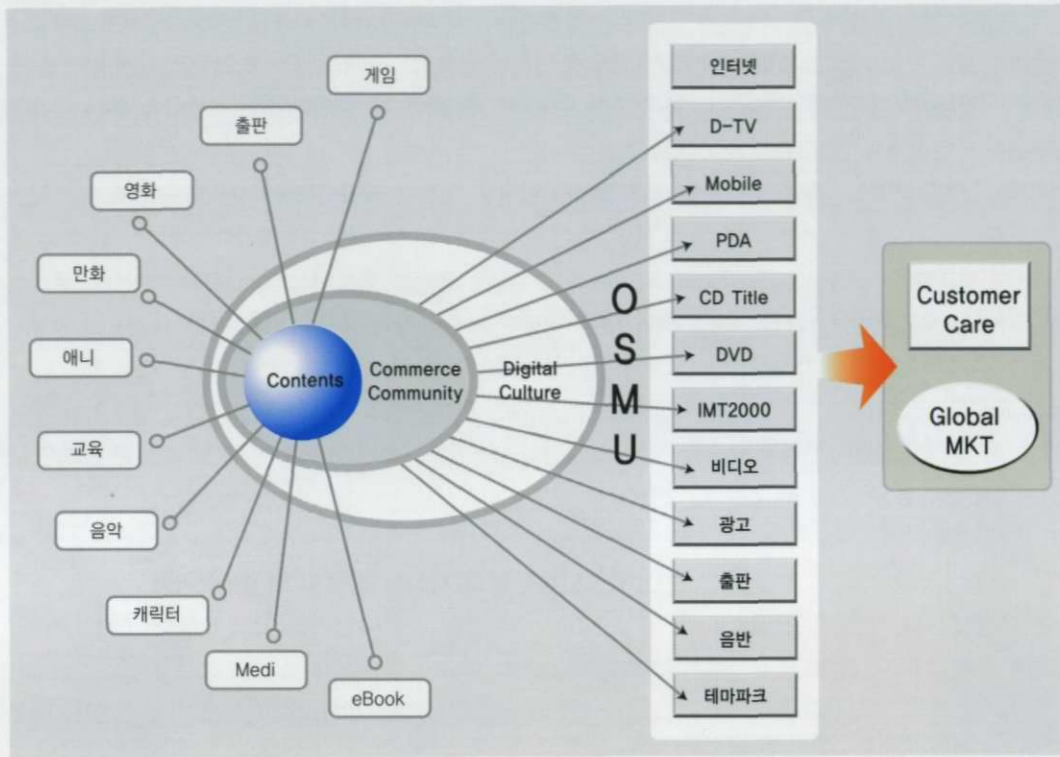 게임
출판
영화
만화
애니
교육
음악
캐릭터
Medi
eBook
Contents
Commerce
Community
Digital
Culture
O
S
M
U
인터넷
D-TV
Mobile
PDA
CD Title
DVD
IMT2000
비디오
광고
출판
음반
테마파크
Customer
Care
Global
MKT